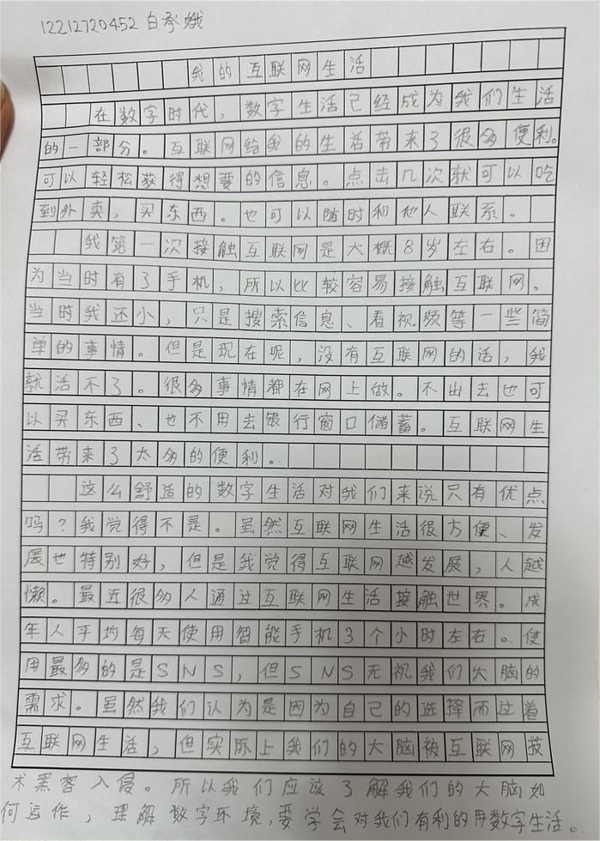 12212720452白承娥
我的互联网生活
在数字时代，数字生活已经成为我们生活
的一部分。互联网给我的生活带来了很多便利。
可以轻松获得想要的信息。点击几次就可以吃
到外卖，买东西。也可以随时和他人联系。
我第一次接触互联网是大概8岁左右。因
为当时有了手机，所以比较容易接触互联网。
当时我还小，只是搜索信息、看视频等一些简
单的事情。但是现在呢，没有互联网的话，我
就活不了。很多事情都在网上做。不出去也可
以买东西、也不用去银行窗口储蓄。互联网生
活带来了太多的便利。
这么舒适的数字生活对我们来说只有优点
吗？我觉得不是。虽然互联网生活很方便、发
展也特别好，但是我觉得互联网越发展，人越
懒。最近很多人通过互联网生活接触世界。成
年人平均每天使用智能手机3个小时左右。使
用最多的是SNS，但SNS无视我们大脑的
需求。虽然我们认为是因为自己的选择而过着
互联网生活，但实际上我们的大脑被互联网技
术黑客入侵。所以我们应该了解我们的大脑如
何运作，理解数字环境，要学会对我们有利的用数字生活。